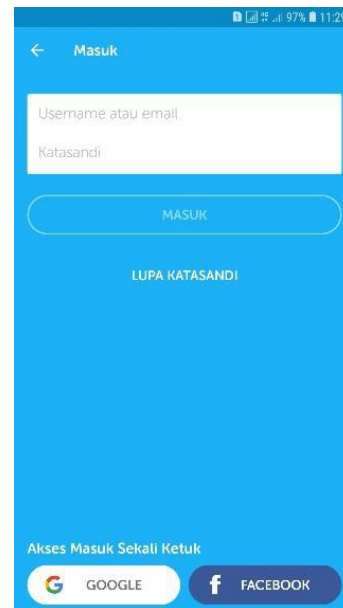 97% 11:29
Masuk
Username atau email
Katasandi
MASUK
LUPA KATASANDI
Akses Masuk Sekali Ketuk
G GOOGLE f FACEBOOK